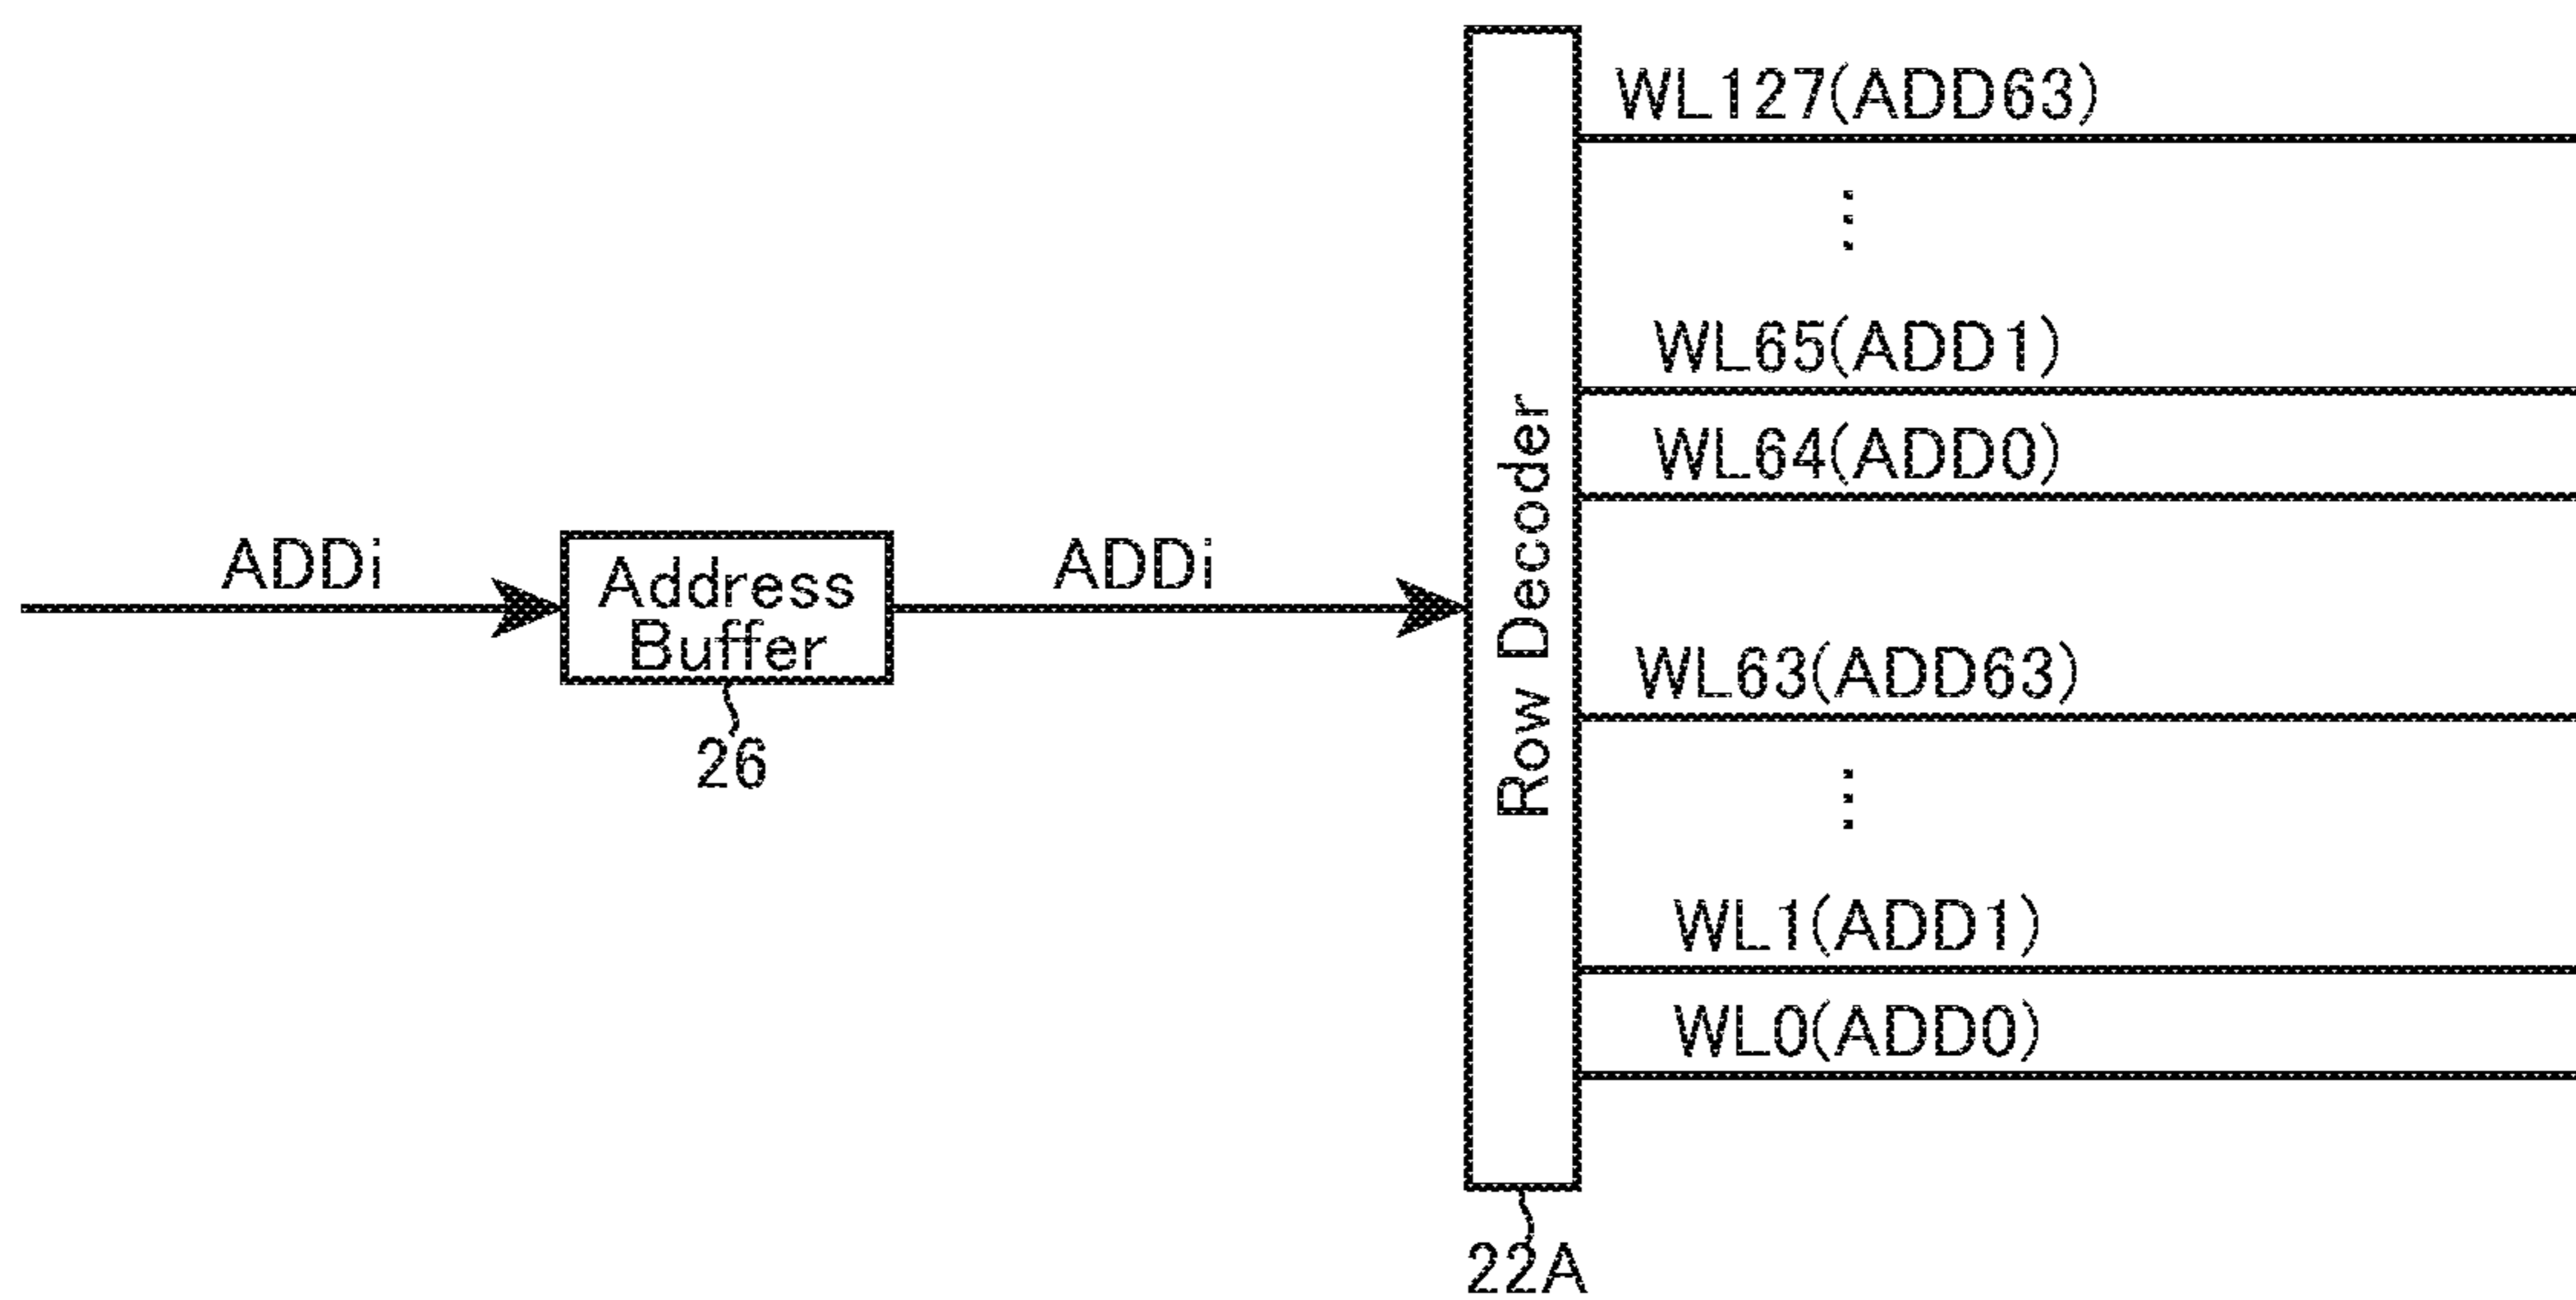 WL127(ADD63)
⋮
WL65(ADD1)
WL64(ADD0)
ADDi
Address
Buffer
26
ADDi
Row Decoder
22A
WL63(ADD63)
⋮
WL1(ADD1)
WL0(ADD0)